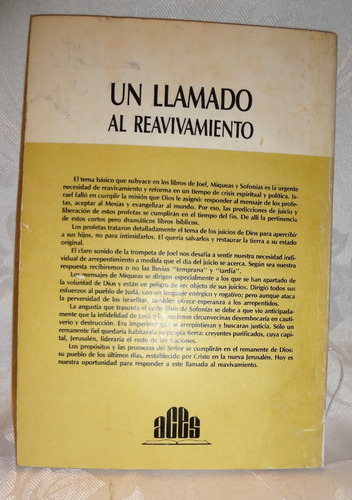 UN LLAMADO
AL REAVIVAMIENTO
El tema básico que subyace en los libros de Joel, Miqueas y Sofonías es la urgente
necesidad de reavivamiento y reforma en un tiempo de crisis espiritual y política. Is-
rael falló en cumplir la misión que Dios le asignó: responder al mensaje de los profe-
tas, aceptar al Mesías y evangelizar al mundo. Por eso, las predicciones de juicio y
liberación de estos profetas se cumplirán en el tiempo del fin. De allí la pertinencia
de estos cortos pero dramáticos libros bíblicos.
Los profetas trataron detalladamente el tema de los juicios de Dios para apercibir
a sus hijos, no para intimidarlos. El quería salvarlos y restaurar la tierra a su estado
original.
El claro sonido de la trompeta de Joel nos desafía a sentir nuestra necesidad indivi-
dual de arrepentimiento a medida que el día del juicio se acerca. Según sea nuestra
respuesta recibiremos o no las lluvias "temprana" y "tardía".
Los mensajes de Miqueas se dirigen especialmente a los que se han apartado de
la voluntad de Dios y están en peligro de ser objeto de sus juicios. Dirigió todos sus
esfuerzos al pueblo de Judá, con un lenguaje enérgico y negativo; pero aunque ataca
la perversidad de los israelitas, también ofrece esperanza a los arrepentidos.
La angustia que trasunta el corto libro de Sofonías se debe a que vio anticipada-
mente que la infidelidad de Judá y las naciones circunvecinas desembocaría en cauti-
verio y destrucción. Era imperioso que se arrepintieran y buscaran justicia. Sólo un
remanente fiel quedaría habitando su propia tierra: creyentes purificados, cuya capi-
tal, Jerusalén, lideraría el redil de las naciones.
Los propósitos y las promesas del Señor se cumplirán en el remanente de Dios:
su pueblo de los últimos días, restablecido por Cristo en la nueva Jerusalén. Hoy es
nuestra oportunidad para responder a este llamado al reavivamiento.
aces